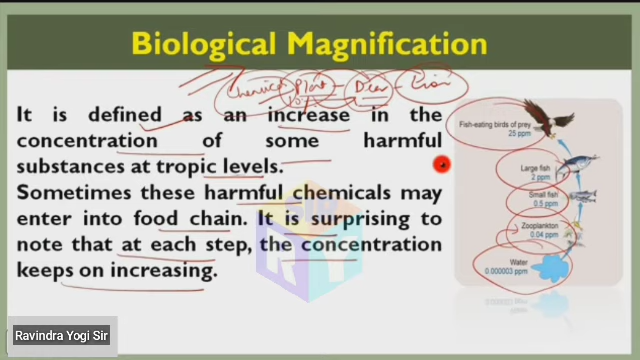 Biological Magnification
Chemical Plant - Deer - Lion
It is defined as an increase in the
concentration of some harmful
substances at tropic levels.
Sometimes these harmful chemicals may
enter into food chain. It is surprising to
note that at each step, the concentration
keeps on increasing.
Fish-eating birds of prey
25 ppm
Large fish
2 ppm
Small fish
0.5 ppm
Zooplankton
0.04 ppm
Water
0.000003 ppm
RY
Ravindra Yogi Sir